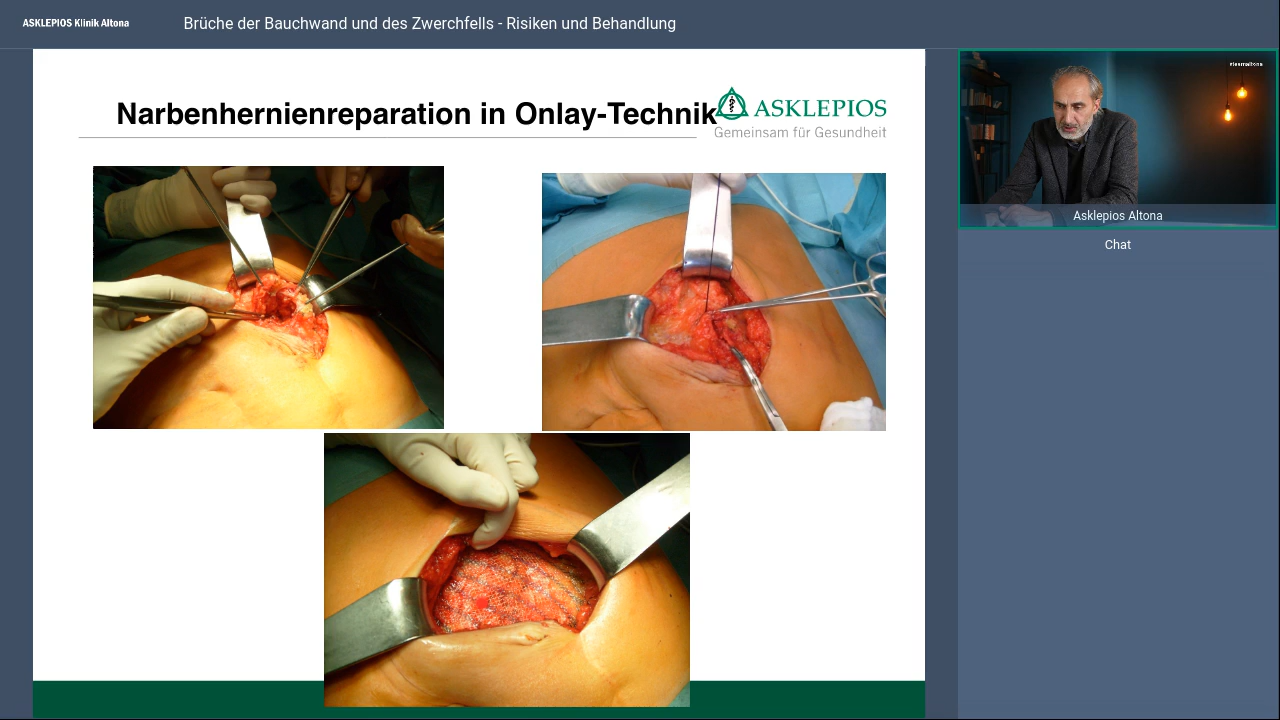 ASKLEPIOS Klinik Altona
Brüche der Bauchwand und des Zwerchfells - Risiken und Behandlung
Narbenhernienreparation in Onlay-Technik
ASKLEPIOS
Gemeinsam für Gesundheit
#teamaltona
Asklepios Altona
Chat